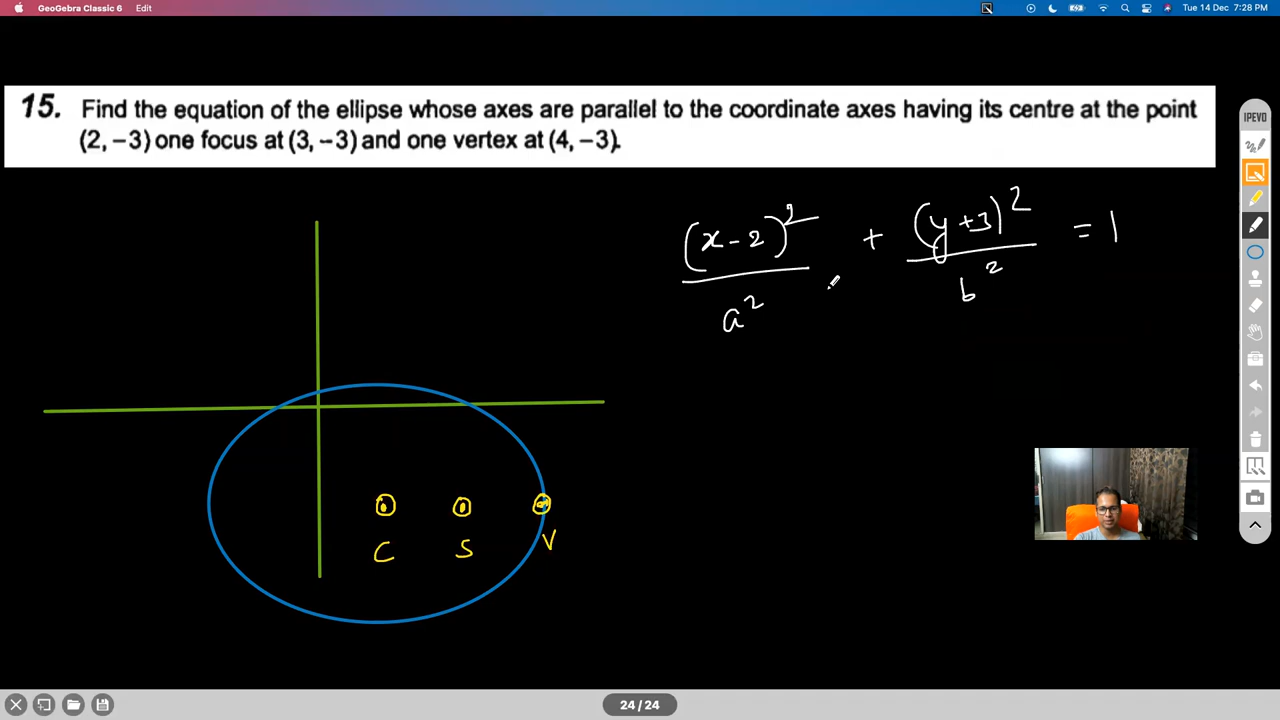 GeoGebra Classic 6 Edit Tue 14 Dec 7:28 PM
15. Find the equation of the ellipse whose axes are parallel to the coordinate axes having its centre at the point
(2, −3) one focus at (3, −3) and one vertex at (4, −3).
IPEVO
(x-2)²/a² + (y+3)²/b² = 1
C S V
24 / 24